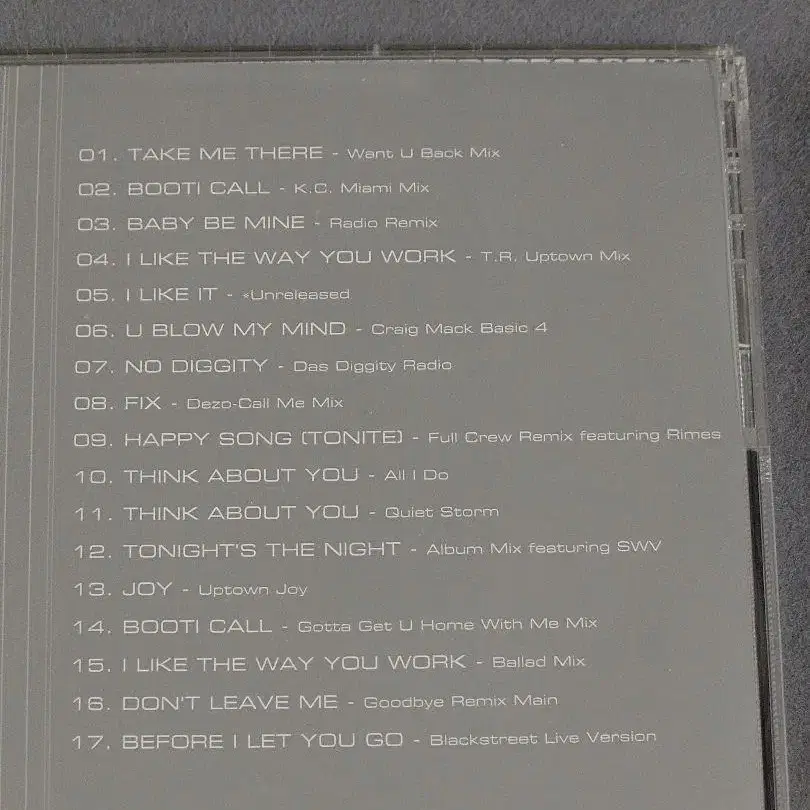 01. TAKE ME THERE - Want U Back Mix
02. BOOTI CALL - K.C. Miami Mix
03. BABY BE MINE - Radio Remix
04. I LIKE THE WAY YOU WORK - T.R. Uptown Mix
05. I LIKE IT - *Unreleased
06. U BLOW MY MIND - Craig Mack Basic 4
07. NO DIGGITY - Das Diggity Radio
08. FIX - Dezo-Call Me Mix
09. HAPPY SONG (TONITE) - Full Crew Remix featuring Rimes
10. THINK ABOUT YOU - All I Do
11. THINK ABOUT YOU - Quiet Storm
12. TONIGHT'S THE NIGHT - Album Mix featuring SWV
13. JOY - Uptown Joy
14. BOOTI CALL - Gotta Get U Home With Me Mix
15. I LIKE THE WAY YOU WORK - Ballad Mix
16. DON'T LEAVE ME - Goodbye Remix Main
17. BEFORE I LET YOU GO - Blackstreet Live Version